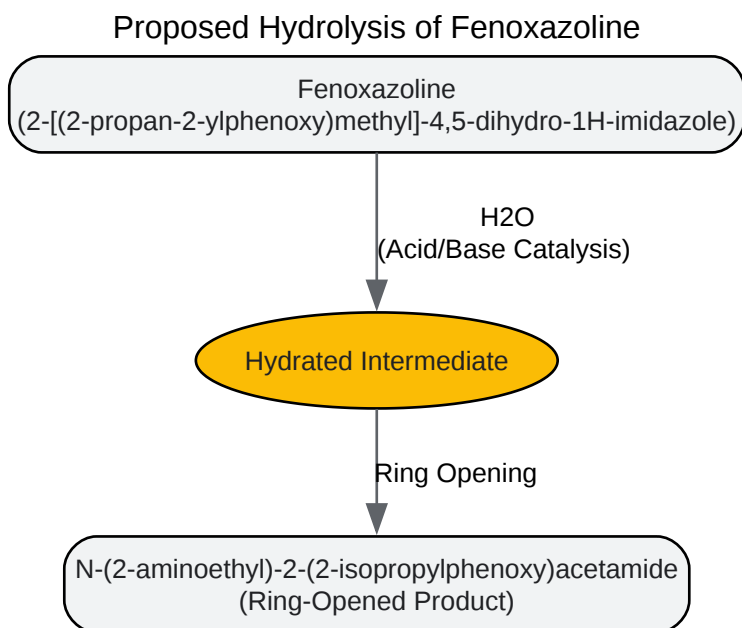 Proposed Hydrolysis of Fenoxazoline
Fenoxazoline
(2-[(2-propan-2-ylphenoxy)methyl]-4,5-dihydro-1H-imidazole)
H2O
(Acid/Base Catalysis)
Hydrated Intermediate
Ring Opening
N-(2-aminoethyl)-2-(2-isopropylphenoxy)acetamide
(Ring-Opened Product)